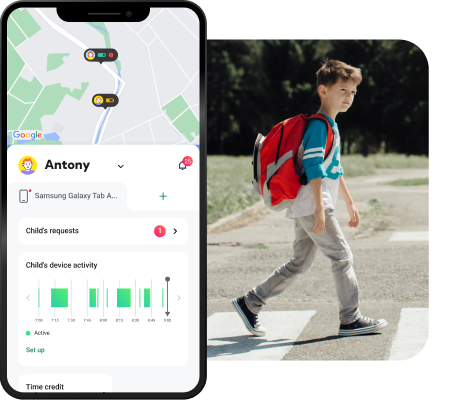 Google
Antony
25
Samsung Galaxy Tab A...
+
Child's requests
1
Child's device activity
7:00 7:15 7:30 7:45 8:00 8:15 8:30 8:45 9:00
Active
Set up
Time credit